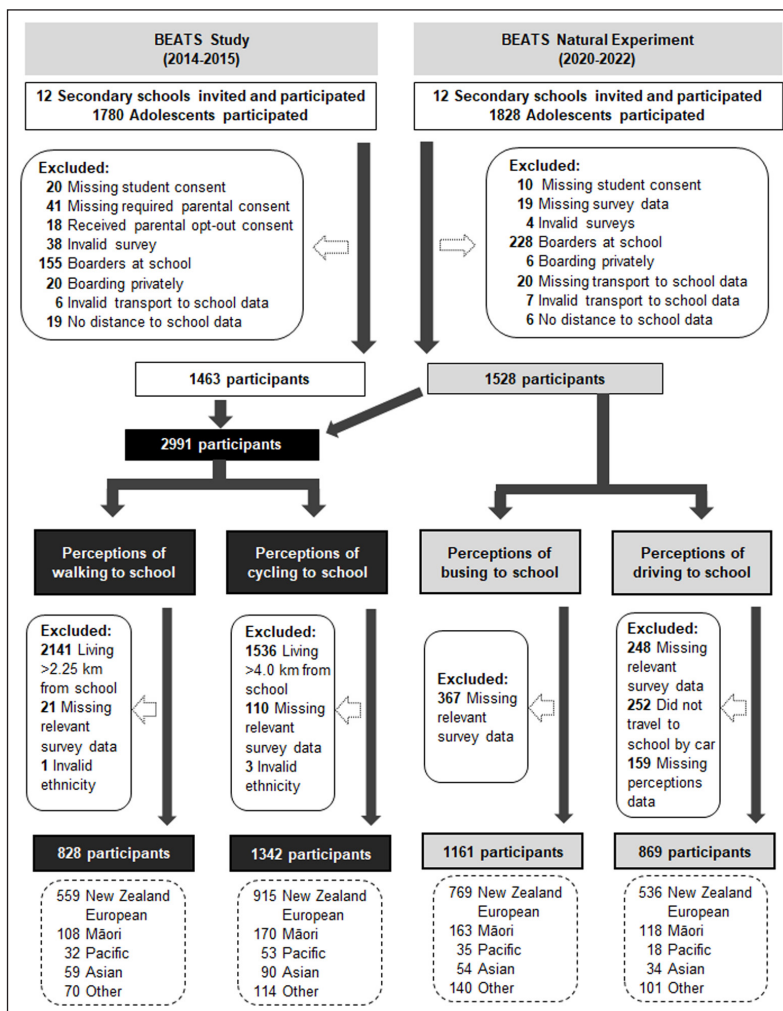 BEATS Study
(2014-2015)
BEATS Natural Experiment
(2020-2022)
12 Secondary schools invited and participated
1780 Adolescents participated
12 Secondary schools invited and participated
1828 Adolescents participated
Excluded:
20 Missing student consent
41 Missing required parental consent
18 Received parental opt-out consent
38 Invalid survey
155 Boarders at school
20 Boarding privately
6 Invalid transport to school data
19 No distance to school data
Excluded:
10 Missing student consent
19 Missing survey data
4 Invalid surveys
228 Boarders at school
6 Boarding privately
20 Missing transport to school data
7 Invalid transport to school data
6 No distance to school data
1463 participants
1528 participants
2991 participants
Perceptions of
walking to school
Perceptions of
cycling to school
Perceptions of
busing to school
Perceptions of
driving to school
Excluded:
2141 Living
>2.25 km
from school
21 Missing
relevant
survey data
1 Invalid
ethnicity
Excluded:
1536 Living
>4.0 km from
school
110 Missing
relevant
survey data
3 Invalid
ethnicity
Excluded:
367 Missing
relevant
survey data
Excluded:
248 Missing
relevant
survey data
252 Did not
travel to
school by car
159 Missing
perceptions
data
828 participants
1342 participants
1161 participants
869 participants
559 New Zealand
European
108 Māori
32 Pacific
59 Asian
70 Other
915 New Zealand
European
170 Māori
53 Pacific
90 Asian
114 Other
769 New Zealand
European
163 Māori
35 Pacific
54 Asian
140 Other
536 New Zealand
European
118 Māori
18 Pacific
34 Asian
101 Other